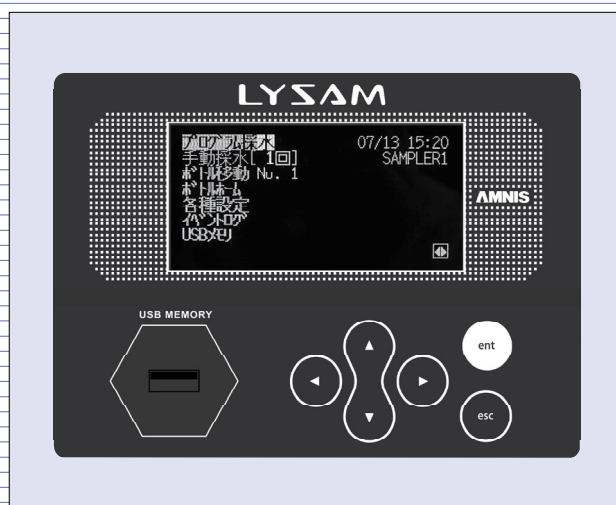 LYSAM
プログラム採水 07/13 15:20
手動採水[ 1回] SAMPLER1
ボトル移動 Nu. 1
ボトルホーム
各種設定
イベントログ
USBメモリ
AMNIS
USB MEMORY
ent
esc